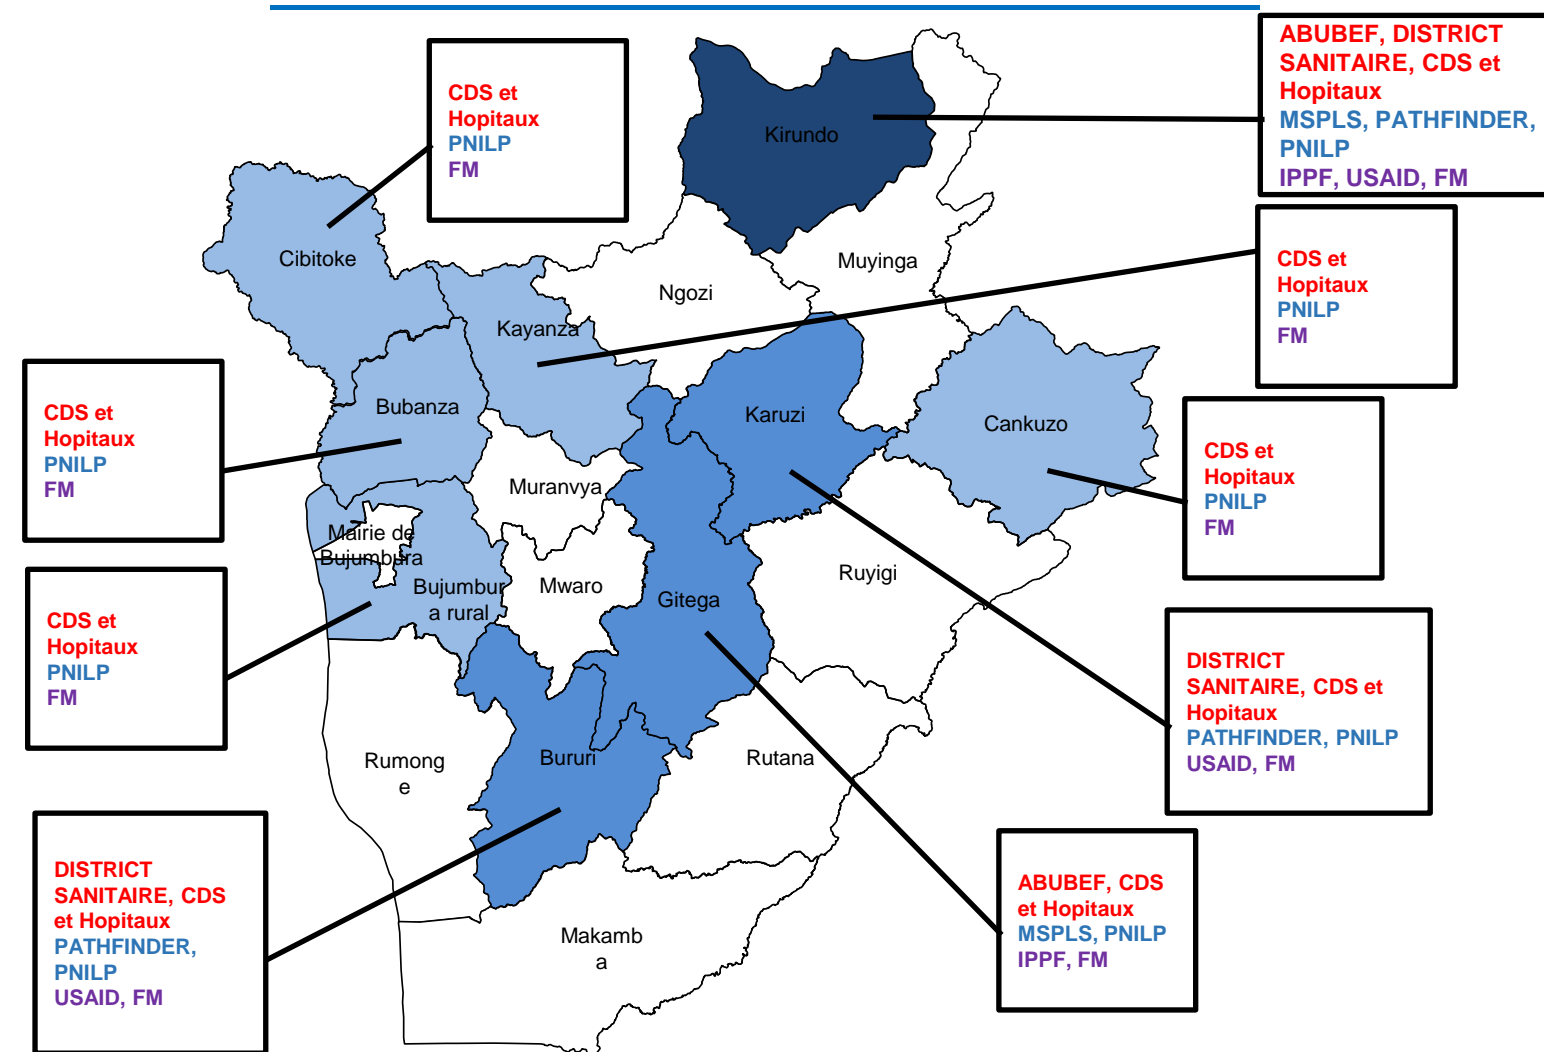 ABUBEF, DISTRICT
SANITAIRE, CDS et
Hopitaux
MSPLS, PATHFINDER,
PNILP
IPPF, USAID, FM
CDS et
Hopitaux
PNILP
FM
Kirundo
CDS et
Hopitaux
PNILP
FM
Cibitoke
Muyinga
Ngozi
Kayanza
CDS et
Hopitaux
PNILP
FM
Bubanza
Karuzi
Cankuzo
CDS et
Hopitaux
PNILP
FM
Muranvya
Mairie de
Bujumbura
Bujumbur
a rural
Mwaro
Gitega
Ruyigi
CDS et
Hopitaux
PNILP
FM
DISTRICT
SANITAIRE, CDS et
Hopitaux
PATHFINDER, PNILP
USAID, FM
Rumong
e
Bururi
Rutana
DISTRICT
SANITAIRE, CDS
et Hopitaux
PATHFINDER,
PNILP
USAID, FM
Makamb
a
ABUBEF, CDS
et Hopitaux
MSPLS, PNILP
IPPF, FM